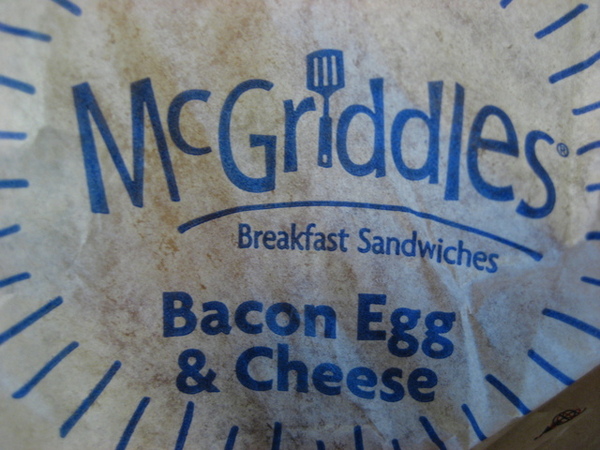 McGriddles®
Breakfast Sandwiches
Bacon Egg
& Cheese